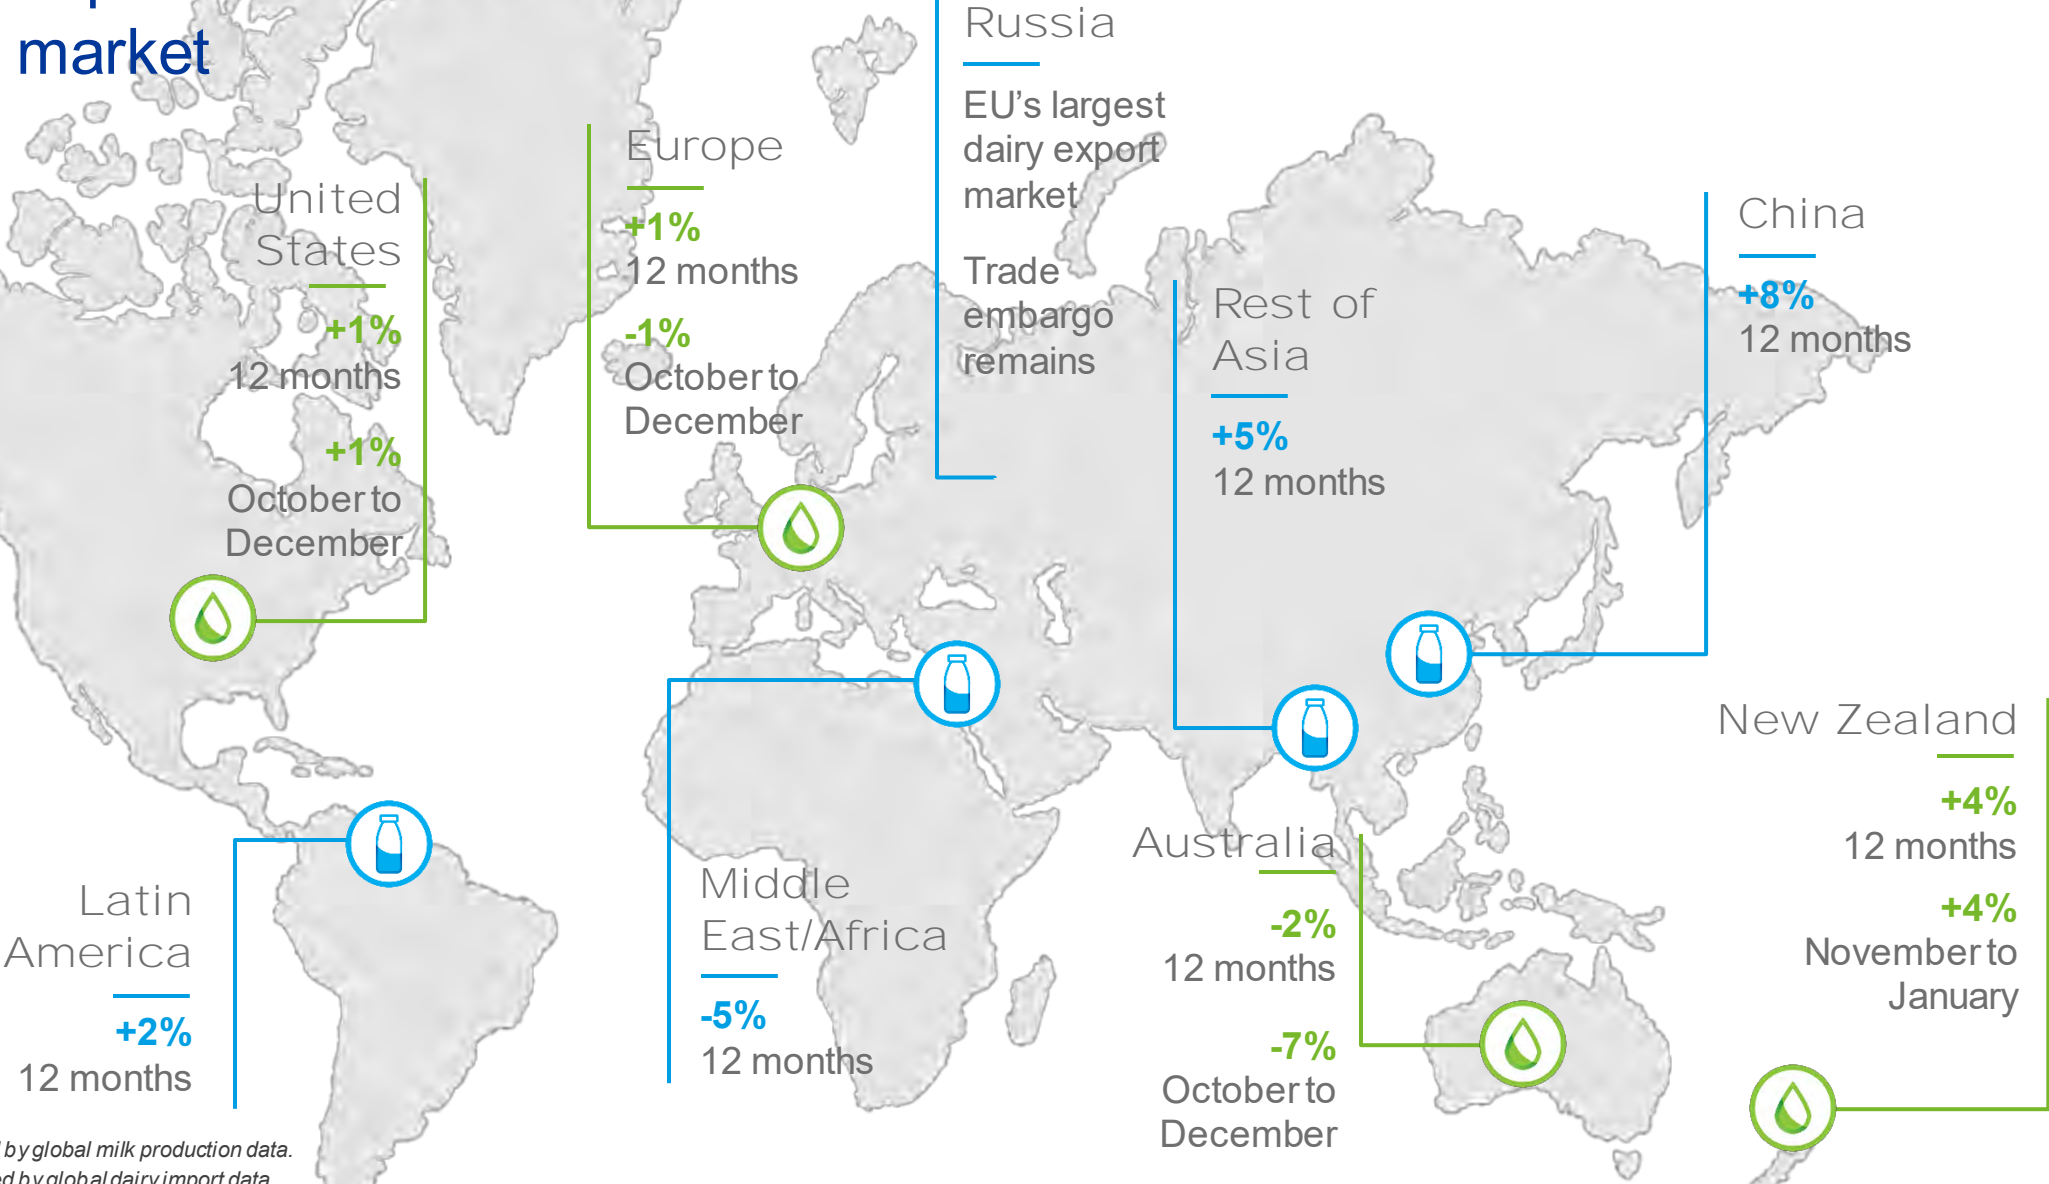 market
Russia
EU's largest
dairy export
market
Trade
embargo
remains
Europe
+1%
12 months
-1%
October to
December
United
States
+1%
12 months
+1%
October to
December
China
+8%
12 months
Rest of
Asia
+5%
12 months
New Zealand
+4%
12 months
+4%
November to
January
Australia
-2%
12 months
-7%
October to
December
Middle
East/Africa
-5%
12 months
Latin
America
+2%
12 months
by global milk production data.
by global dairy import data